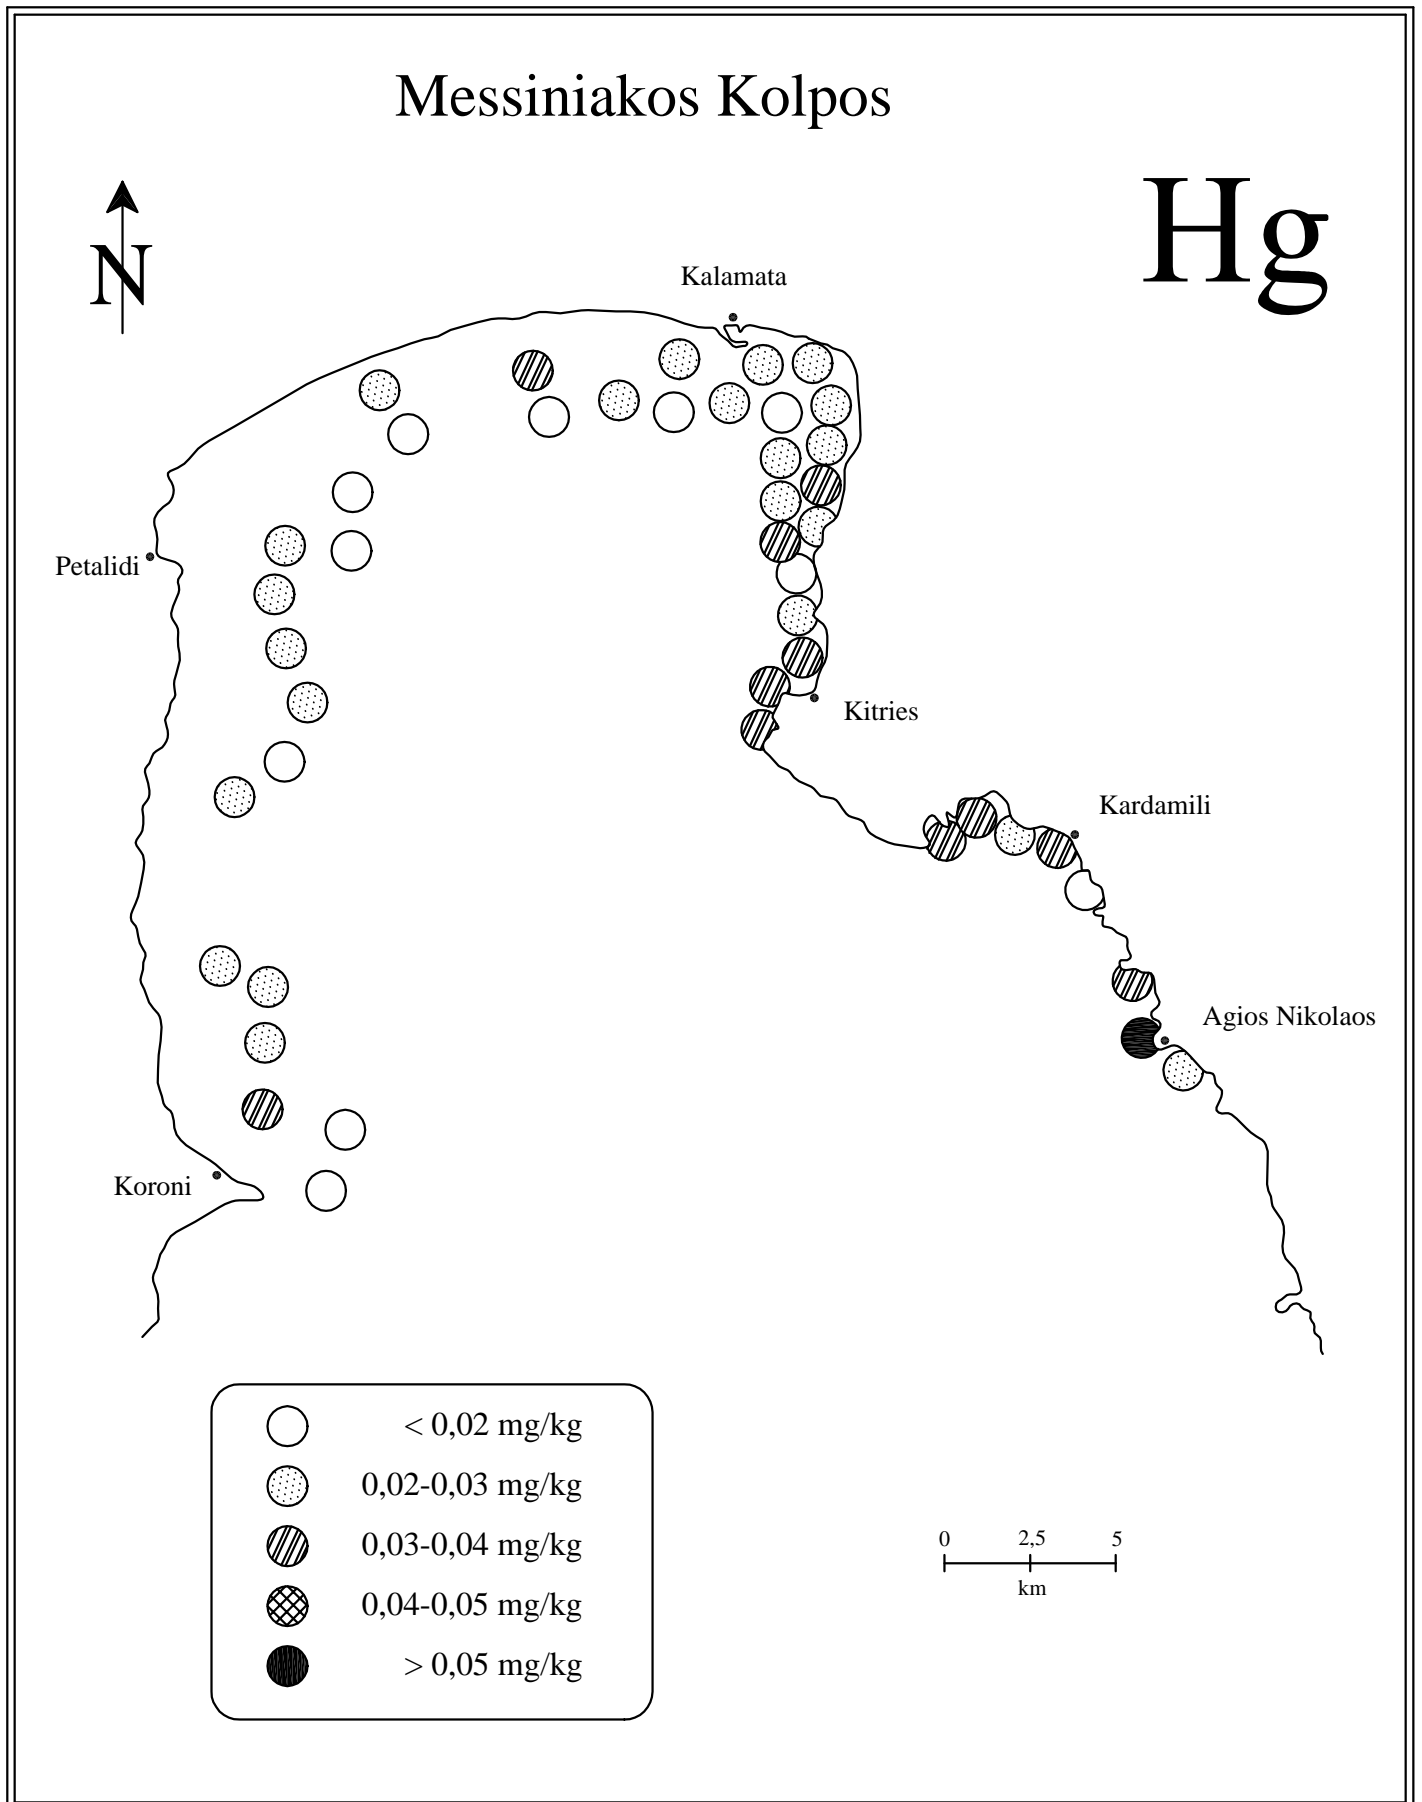 Messiniakos Kolpos
Hg
N
Kalamata
Petalidi
Kitries
Kardamili
Agios Nikolaos
Koroni
< 0,02 mg/kg
0,02-0,03 mg/kg
0,03-0,04 mg/kg
0,04-0,05 mg/kg
> 0,05 mg/kg
0 2,5 5
km